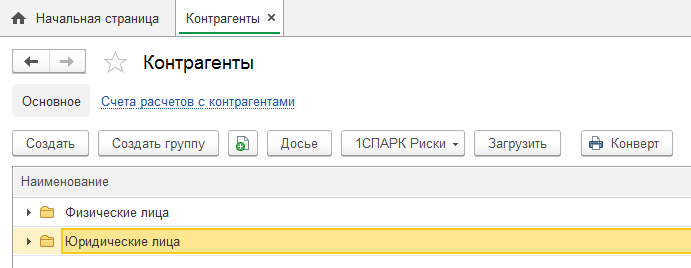 Начальная страница Контрагенты ×
Контрагенты
Основное Счета расчетов с контрагентами
Создать Создать группу Досье 1СПАРК Риски Загрузить Конверт
Наименование
Физические лица
Юридические лица